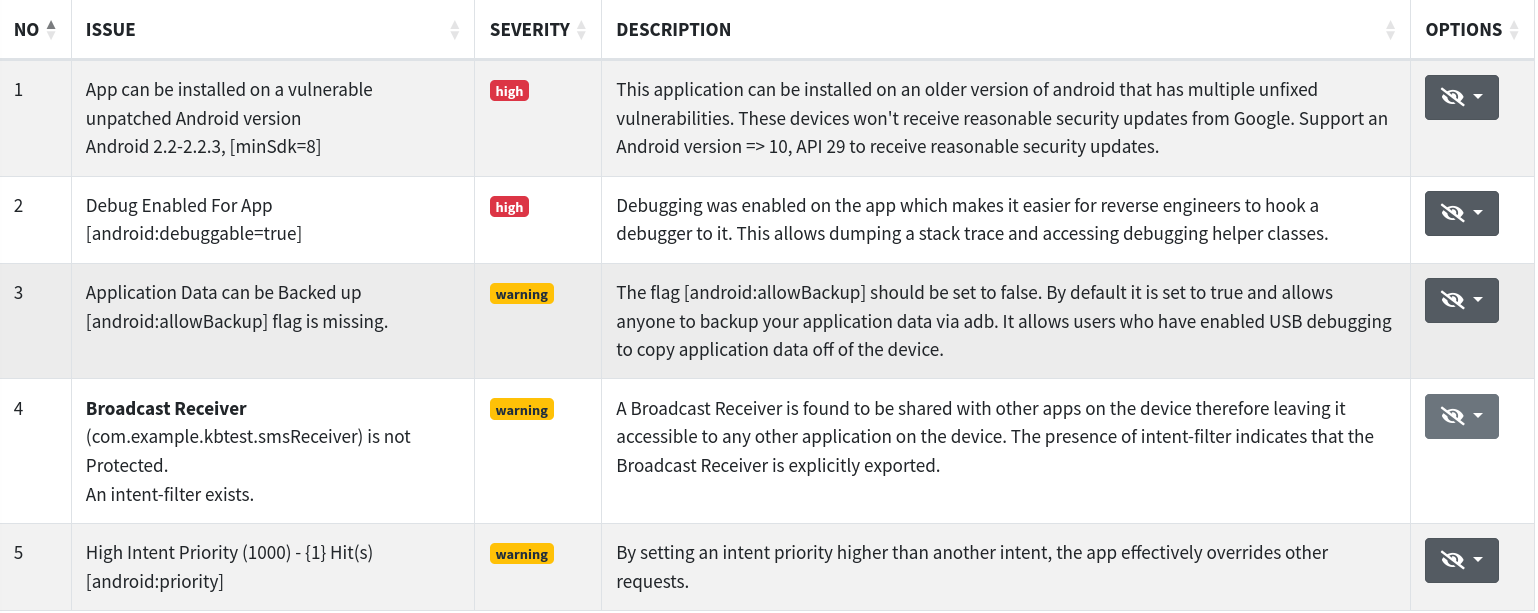 NO ISSUE SEVERITY DESCRIPTION OPTIONS
1 App can be installed on a vulnerable high This application can be installed on an older version of android that has multiple unfixed
unpatched Android version vulnerabilities. These devices won't receive reasonable security updates from Google. Support an
Android 2.2-2.2.3, [minSdk=8] Android version => 10, API 29 to receive reasonable security updates.
2 Debug Enabled For App high Debugging was enabled on the app which makes it easier for reverse engineers to hook a
[android:debuggable=true] debugger to it. This allows dumping a stack trace and accessing debugging helper classes.
3 Application Data can be Backed up warning The flag [android:allowBackup] should be set to false. By default it is set to true and allows
[android:allowBackup] flag is missing. anyone to backup your application data via adb. It allows users who have enabled USB debugging
to copy application data off of the device.
4 Broadcast Receiver warning A Broadcast Receiver is found to be shared with other apps on the device therefore leaving it
(com.example.kbtest.smsReceiver) is not accessible to any other application on the device. The presence of intent-filter indicates that the
Protected. Broadcast Receiver is explicitly exported.
An intent-filter exists.
5 High Intent Priority (1000) - {1} Hit(s) warning By setting an intent priority higher than another intent, the app effectively overrides other
[android:priority] requests.